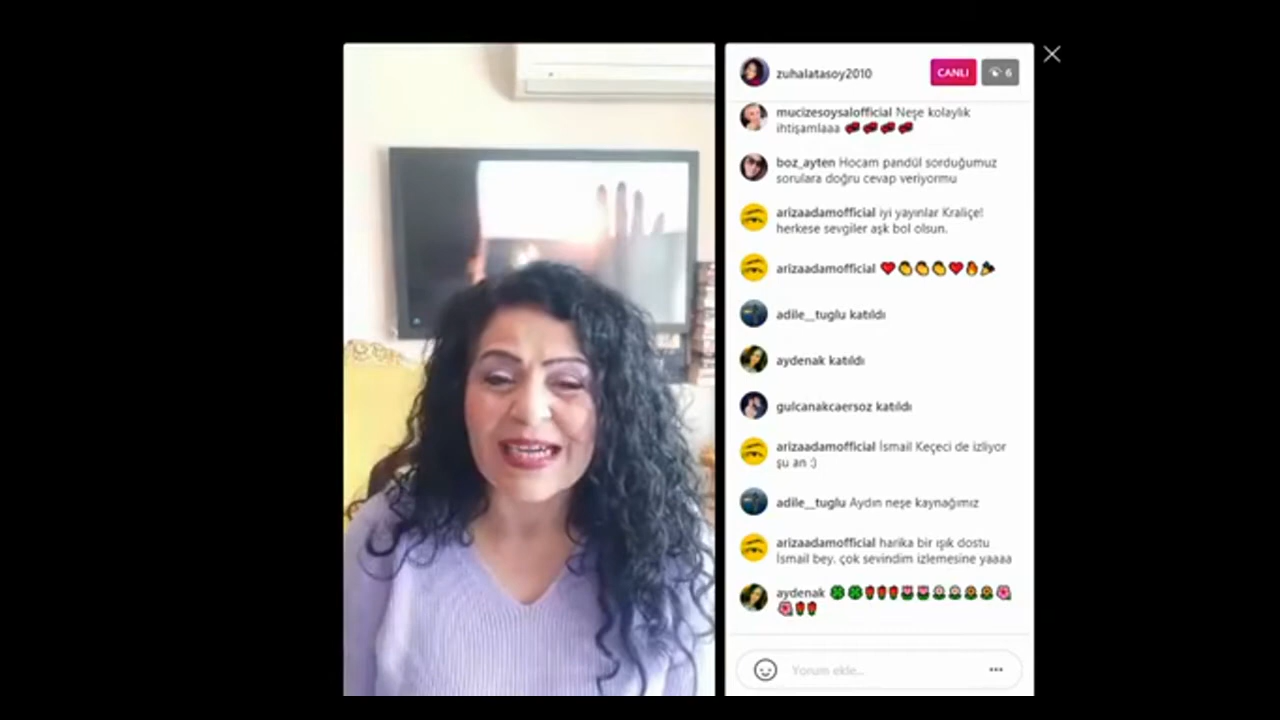 zuhalatasoy2010
CANLI
6
mucizesoysalofficial Neşe kolaylık
ihtişamlaaa
boz_ayten Hocam pandül sorduğumuz
sorulara doğru cevap veriyormu
arizaadamofficial iyi yayınlar Kraliçe!
herkese sevgiler aşk bol olsun.
arizaadamofficial ❤👏👏👏❤🔥🎉
adile__tuglu katıldı
aydenak katıldı
gulcanakcaersoz katıldı
arizaadamofficial İsmail Keçeci de izliyor
şu an :)
adile__tuglu Aydın neşe kaynağımız
arizaadamofficial harika bir ışık dostu
İsmail bey. çok sevindim izlemesine yaaaa
aydenak 🍀🍀🌹🌹🌹🌷🌷🌼🌼🌻🌻🌺
🌺🌹🌹
Yorum ekle...